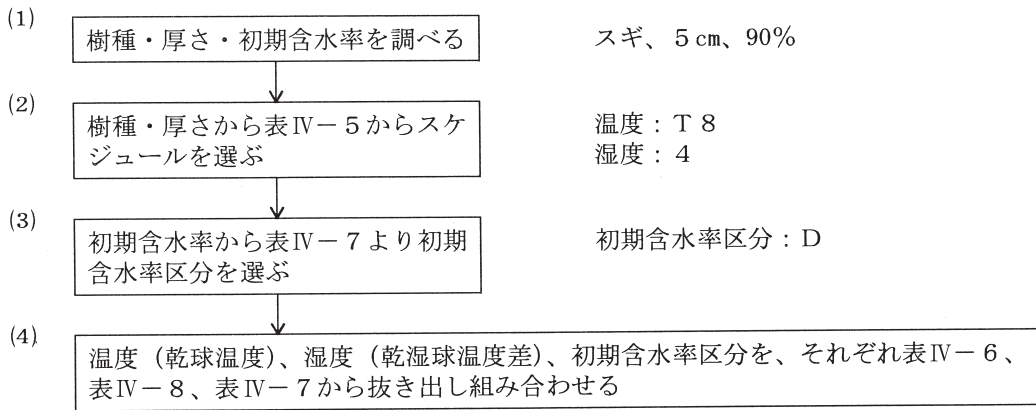 (1)
樹種・厚さ・初期含水率を調べる
スギ、5cm、90%
(2)
樹種・厚さから表Ⅳ－5からスケ
ジュールを選ぶ
温度：T8
湿度：4
(3)
初期含水率から表Ⅳ－7より初期
含水率区分を選ぶ
初期含水率区分：D
(4)
温度（乾球温度）、湿度（乾湿球温度差）、初期含水率区分を、それぞれ表Ⅳ－6、
表Ⅳ－8、表Ⅳ－7から抜き出し組み合わせる